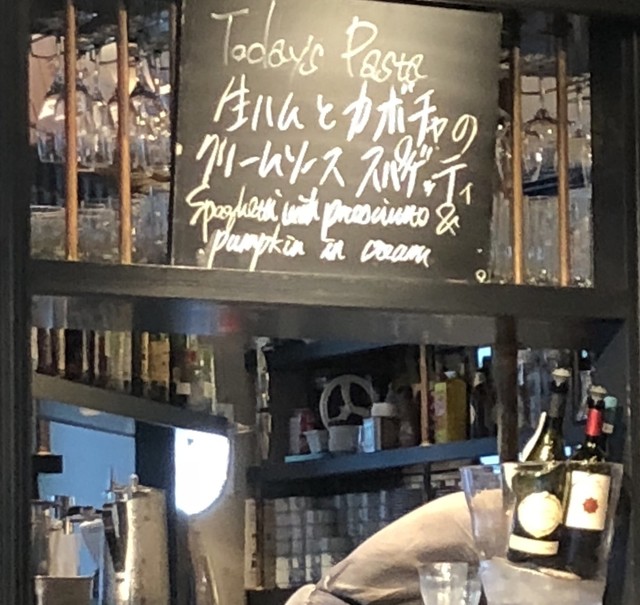 Today's Pasta
生ハムとカボチャの
クリームソース スパゲッティ
Spaghetti with prosciutto &
pumpkin in cream